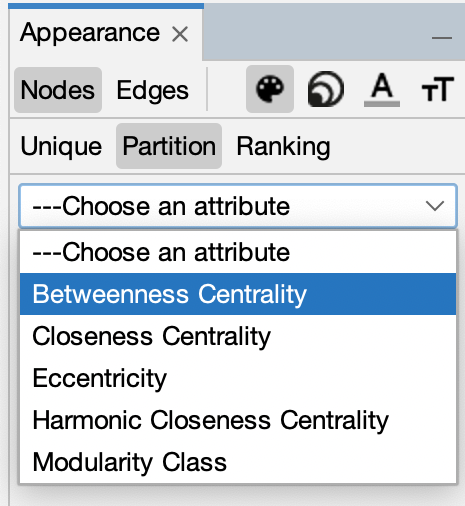 Appearance
Nodes Edges A TT
Unique Partition Ranking
---Choose an attribute
---Choose an attribute
Betweenness Centrality
Closeness Centrality
Eccentricity
Harmonic Closeness Centrality
Modularity Class